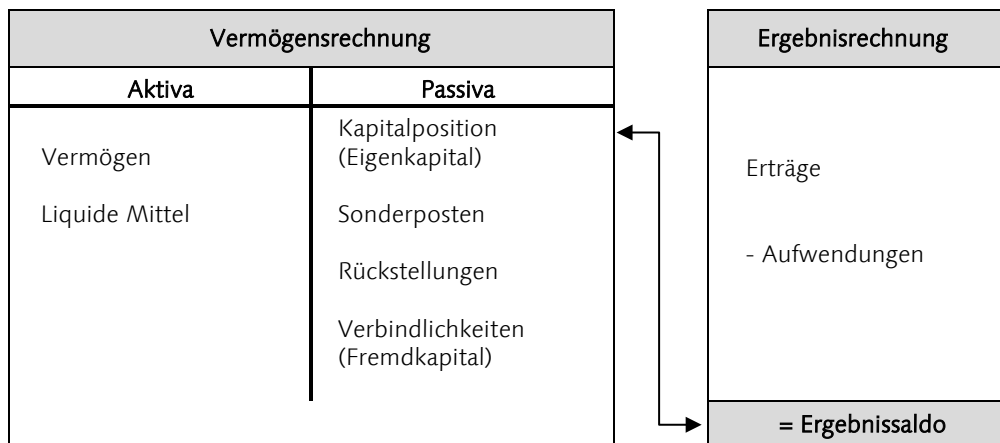 Vermögensrechnung
Aktiva
Passiva
Vermögen
Liquide Mittel
Kapitalposition
(Eigenkapital)
Sonderposten
Rückstellungen
Verbindlichkeiten
(Fremdkapital)
Ergebnisrechnung
Erträge
- Aufwendungen
= Ergebnissaldo